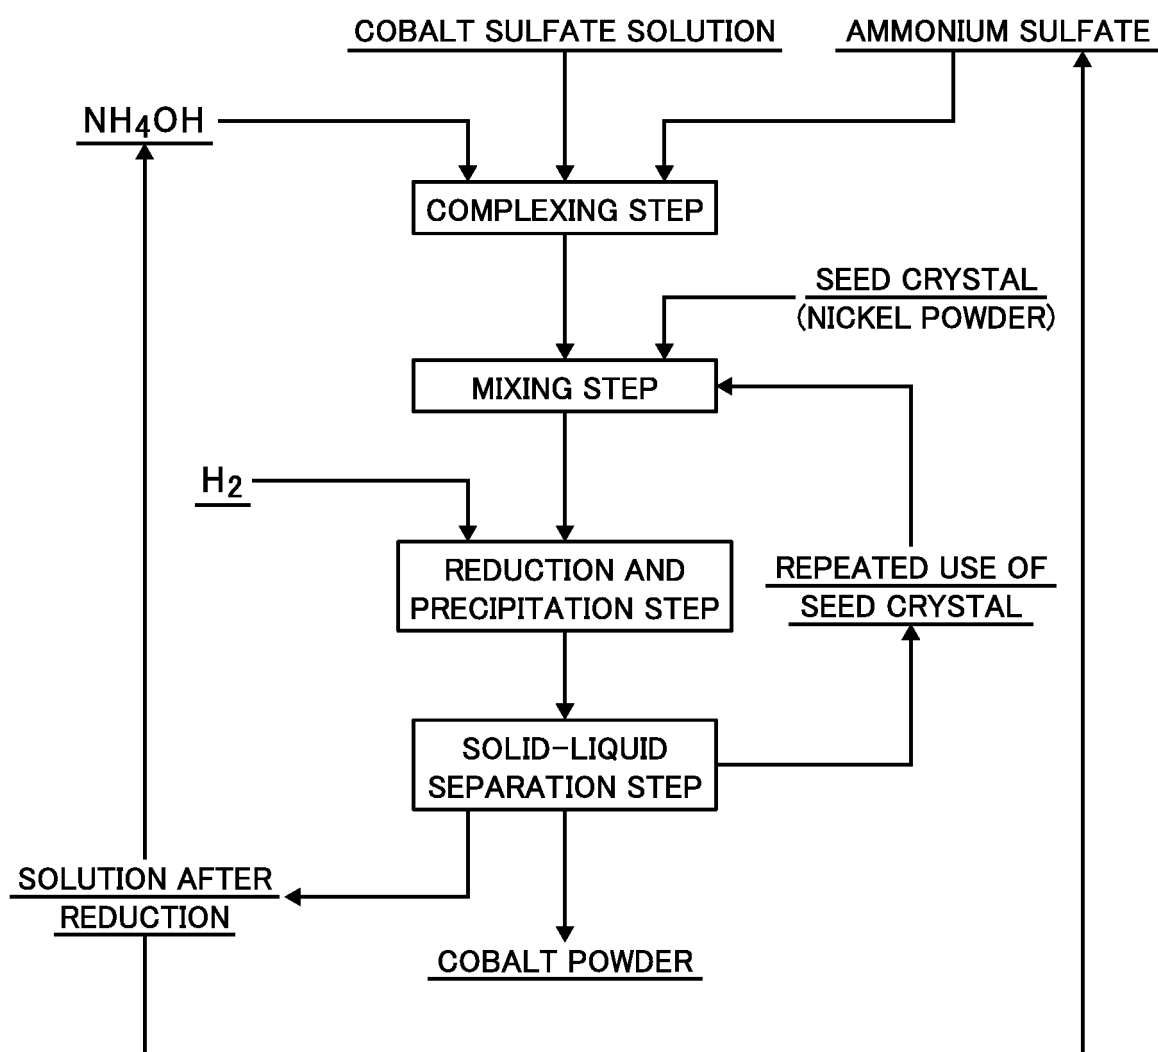 COBALT SULFATE SOLUTION
AMMONIUM SULFATE
NH4OH
COMPLEXING STEP
SEED CRYSTAL
(NICKEL POWDER)
MIXING STEP
H2
REDUCTION AND
PRECIPITATION STEP
REPEATED USE OF
SEED CRYSTAL
SOLID-LIQUID
SEPARATION STEP
SOLUTION AFTER
REDUCTION
COBALT POWDER